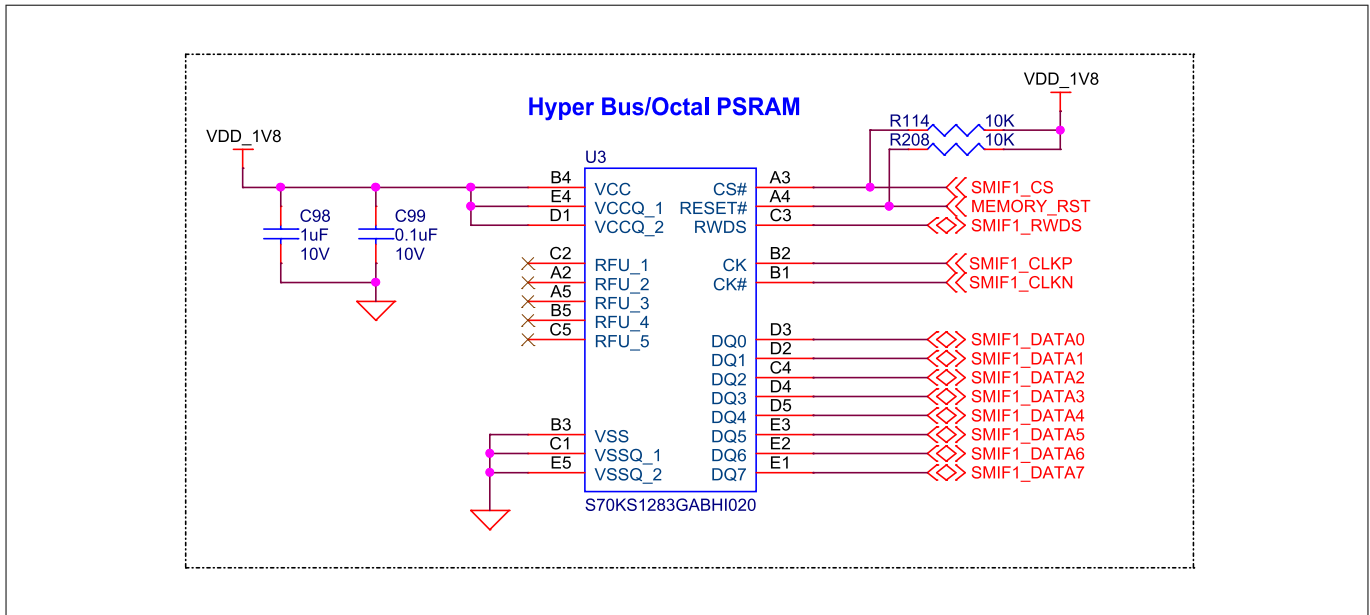 VDD_1V8
Hyper Bus/Octal PSRAM
VDD_1V8
R114 10K
R208 10K
U3
B4 VCC CS# A3 SMIF1_CS
E4 VCCQ_1 RESET# A4 MEMORY_RST
D1 VCCQ_2 RWDS C3 SMIF1_RWDS
C98
1uF
10V
C99
0.1uF
10V
C2 RFU_1 CK B2 SMIF1_CLKP
A2 RFU_2 CK# B1 SMIF1_CLKN
A5 RFU_3
B5 RFU_4
C5 RFU_5 DQ0 D3 SMIF1_DATA0
DQ1 D2 SMIF1_DATA1
DQ2 C4 SMIF1_DATA2
DQ3 D4 SMIF1_DATA3
DQ4 D5 SMIF1_DATA4
B3 VSS DQ5 E3 SMIF1_DATA5
C1 VSSQ_1 DQ6 E2 SMIF1_DATA6
E5 VSSQ_2 DQ7 E1 SMIF1_DATA7
S70KS1283GABHI020